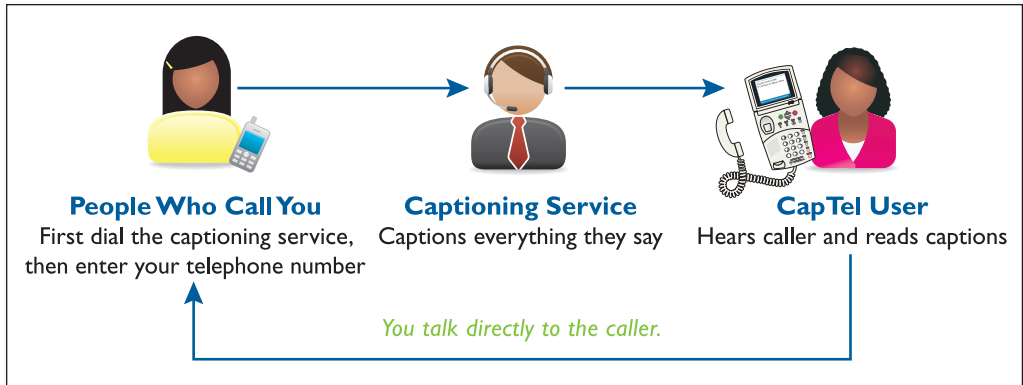 People Who Call You
First dial the captioning service,
then enter your telephone number
Captioning Service
Captions everything they say
CapTel User
Hears caller and reads captions
You talk directly to the caller.